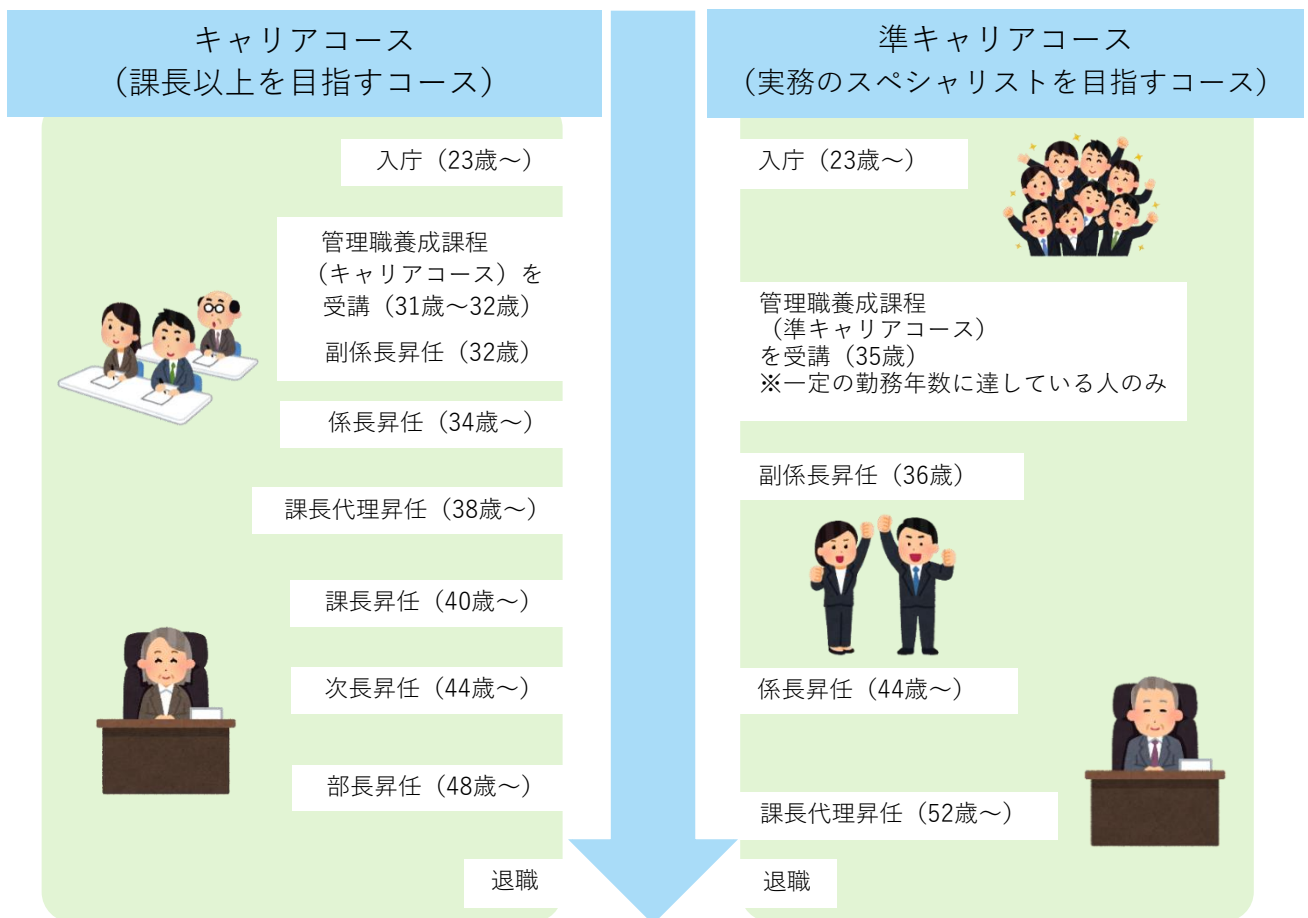 キャリアコース
（課長以上を目指すコース）
入庁（23歳～）
管理職養成課程
（キャリアコース）を
受講（31歳～32歳）
副係長昇任（32歳）
係長昇任（34歳～）
課長代理昇任（38歳～）
課長昇任（40歳～）
次長昇任（44歳～）
部長昇任（48歳～）
退職
準キャリアコース
（実務のスペシャリストを目指すコース）
入庁（23歳～）
管理職養成課程
（準キャリアコース）
を受講（35歳）
※一定の勤務年数に達している人のみ
副係長昇任（36歳）
係長昇任（44歳～）
課長代理昇任（52歳～）
退職